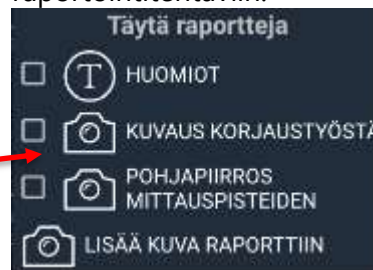 Täytä raportteja
T
HUOMIOT
KUVAUS KORJAUSTYÖSTÄ
POHJAPIIRROS
MITTAUSPISTEIDEN
LISÄÄ KUVA RAPORTTIIN